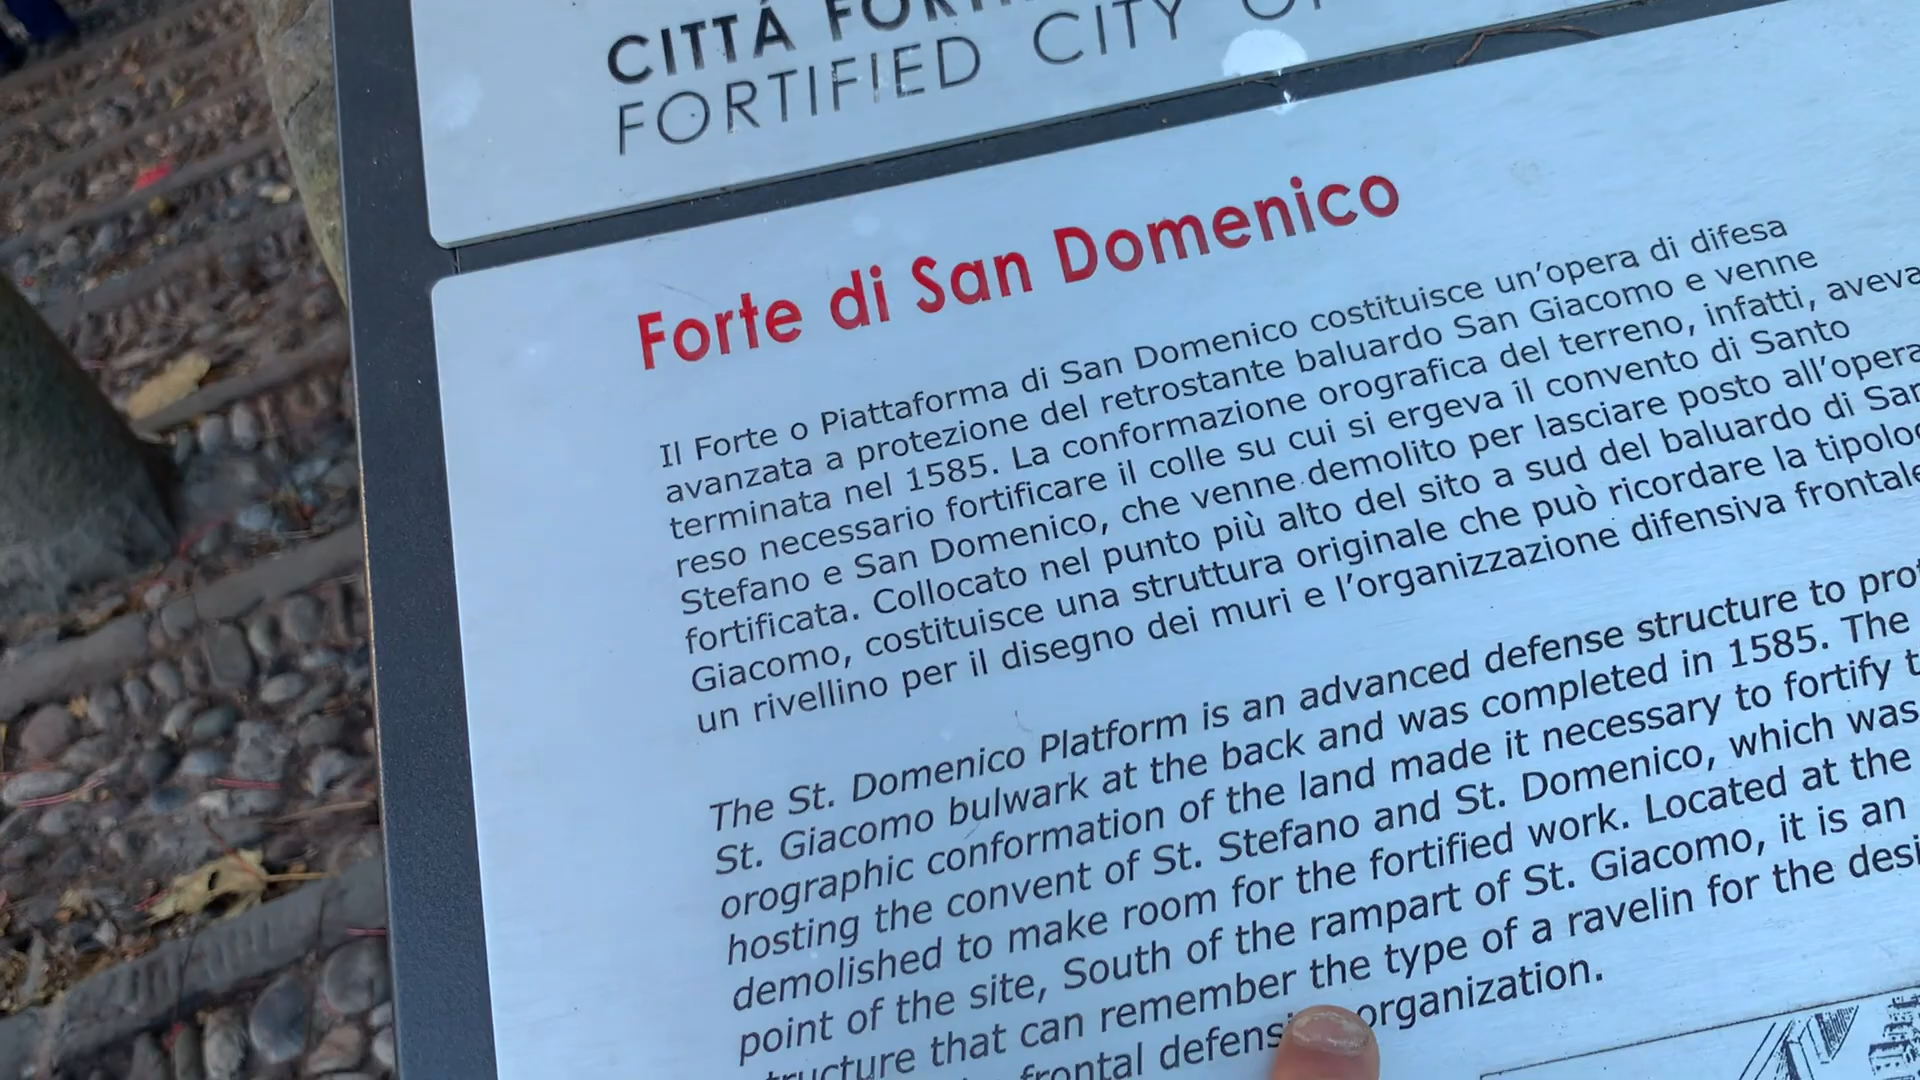 CITTÁ
FORTIFIED CITY
Forte di San Domenico
Il Forte o Piattaforma di San Domenico costituisce un'opera di difesa
avanzata a protezione del retrostante baluardo San Giacomo e venne
terminata nel 1585. La conformazione orografica del terreno, infatti, aveva
reso necessario fortificare il colle su cui si ergeva il convento di Santo
Stefano e San Domenico, che venne demolito per lasciare posto all'opera
fortificata. Collocato nel punto più alto del sito a sud del baluardo di San
Giacomo, costituisce una struttura originale che può ricordare la
un rivellino per il disegno dei muri e l'organizzazione difensiva frontale
The St. Domenico Platform is an advanced defense structure to
St. Giacomo bulwark at the back and was completed in 1585. The
orographic conformation of the land made it necessary to fortify
hosting the convent of St. Stefano and St. Domenico, which was
demolished to make room for the fortified work. Located at the
point of the site, South of the rampart of St. Giacomo, it is an
structure that can remember the type of a ravelin for the
frontal organization.